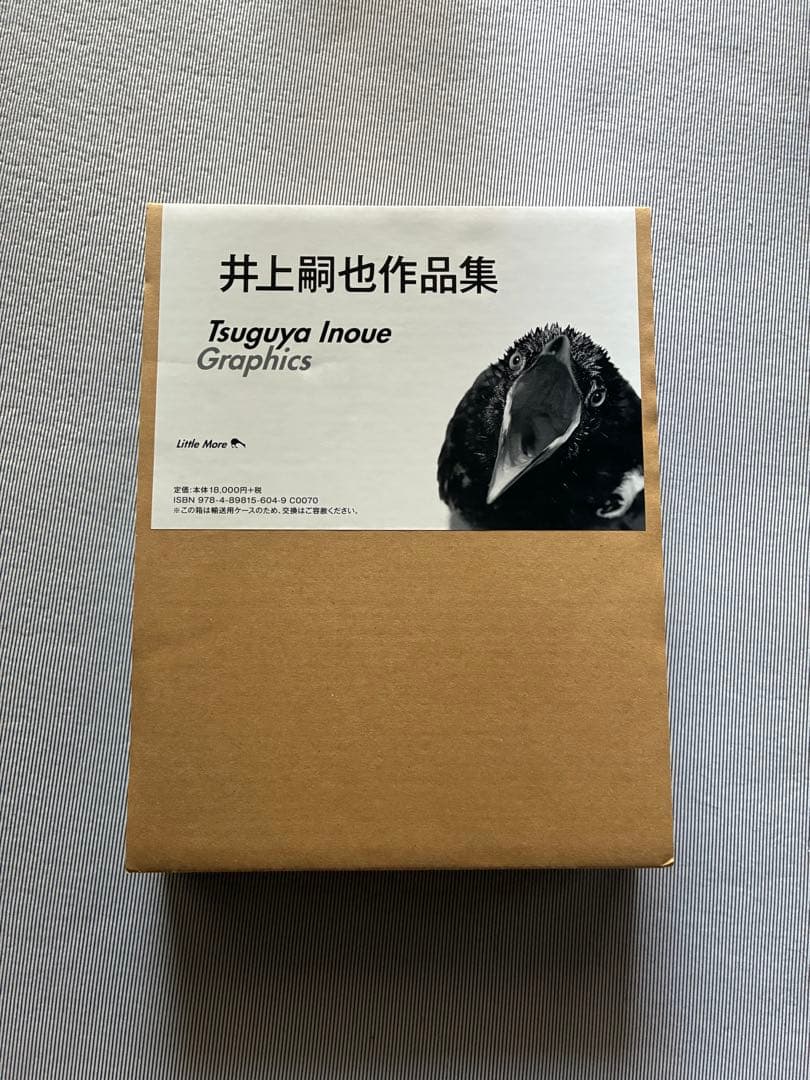 井上嗣也作品集
Tsuguya Inoue
Graphics
Little More
定価:本体18,000円+税
ISBN 978-4-89815-604-9 C0070
※この箱は輸送用ケースのため、交換はご容赦ください。